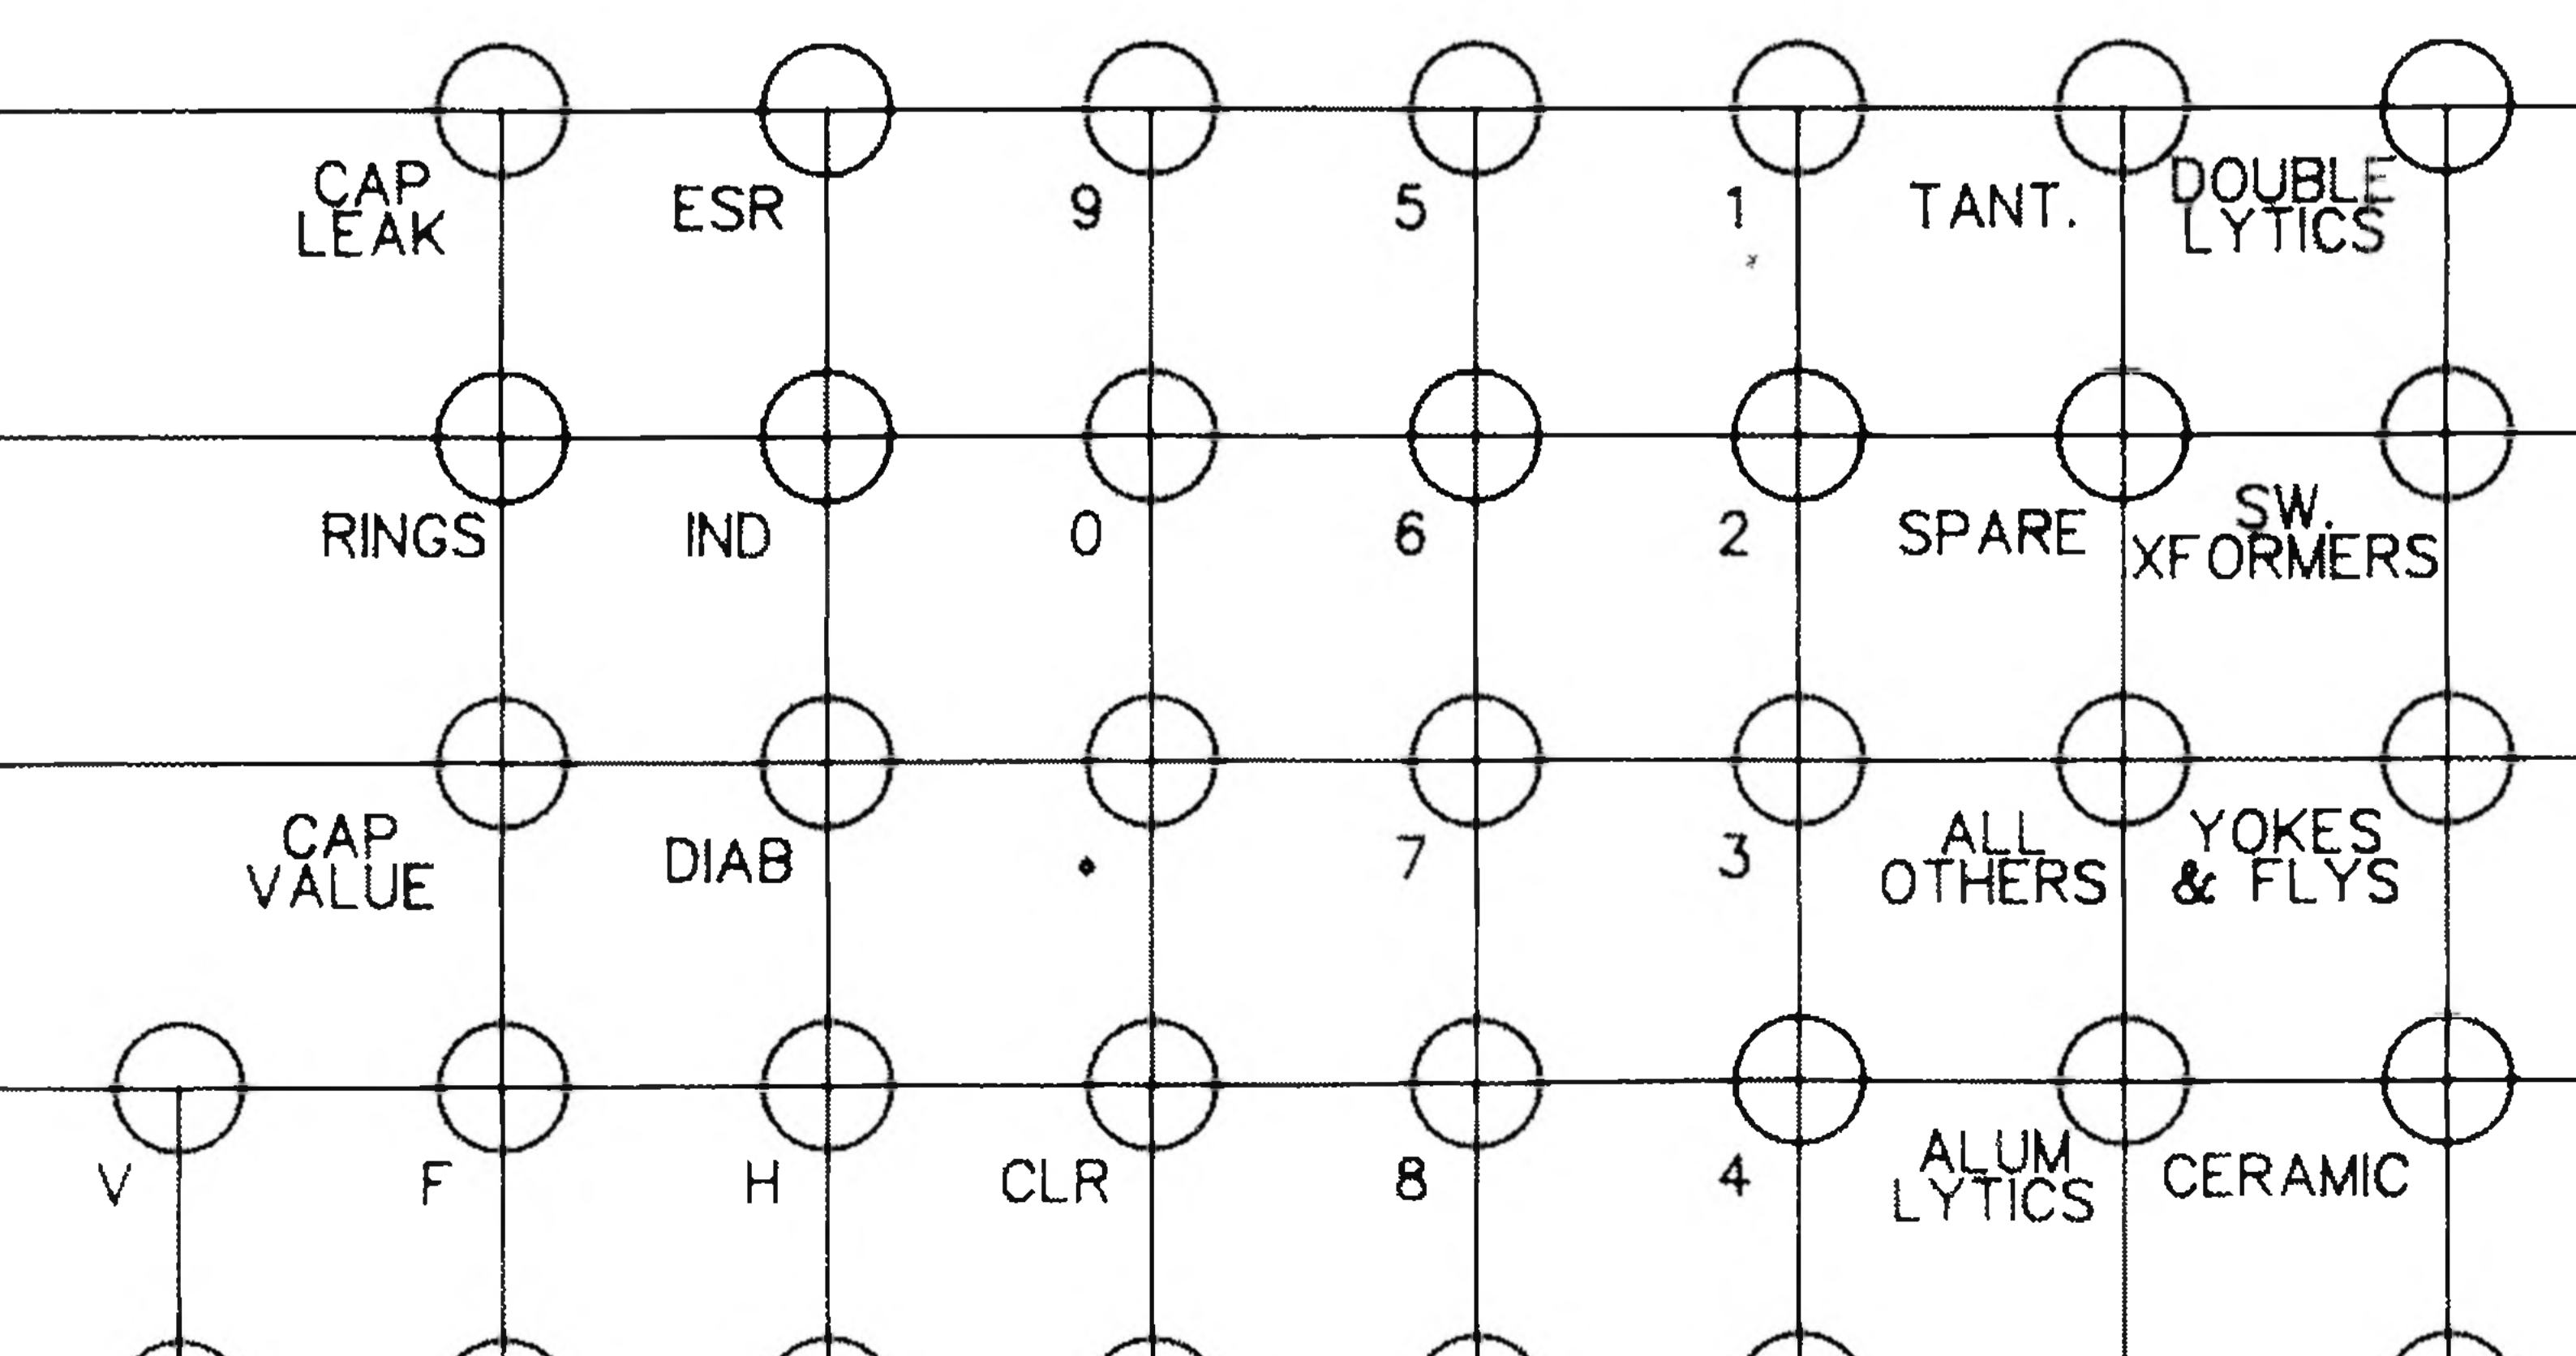 CAP
LEAK
ESR
9
5
1
TANT.
DOUBLE
LYTICS
RINGS
IND
0
6
2
SPARE
SW.
XFORMERS
CAP
VALUE
DIAB
.
7
3
ALL
OTHERS
YOKES
& FLYS
V
F
H
CLR
8
4
ALUM
LYTICS
CERAMIC